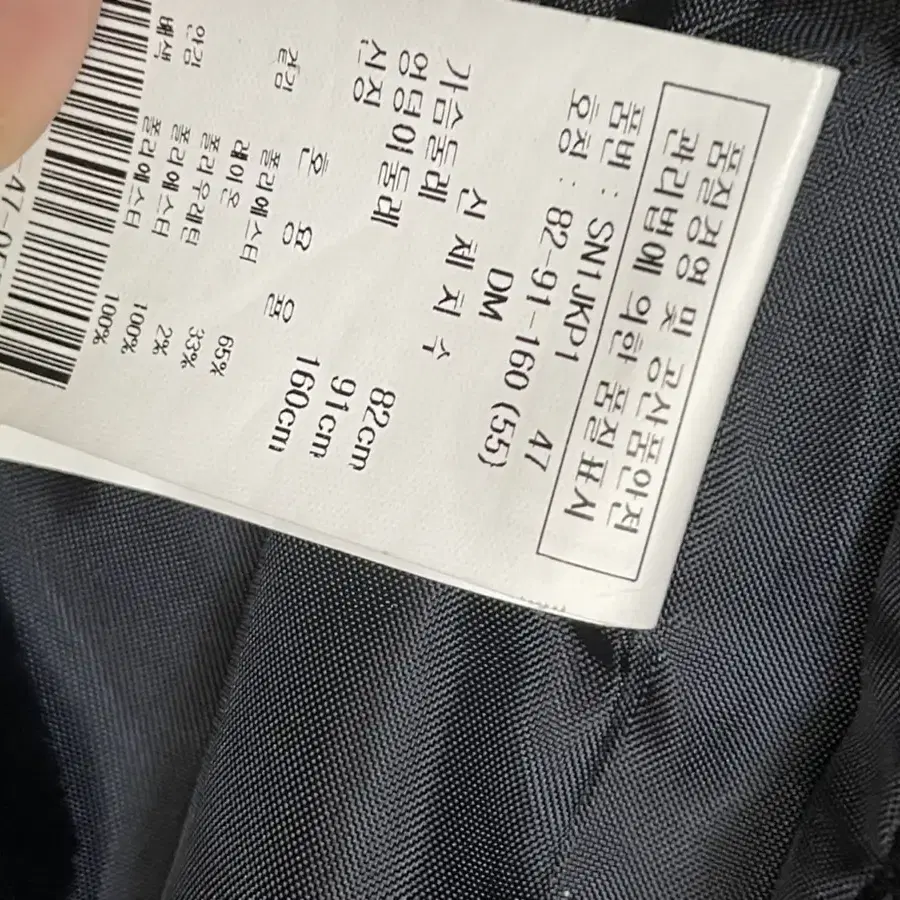 품질경영 및 공산품안전
관리법에 의한 품질표시
품번 : SN1JKP1 47
호칭 : 82-91-160 (55)
DM
신 체 치 수
가슴둘레 82cm
엉덩이둘레 91cm
신장 160cm
혼 용 율
겉감 폴리에스터 65%
레이온 33%
폴리우레탄 2%
안감 폴리에스터 100%
배색 폴리에스터 100%